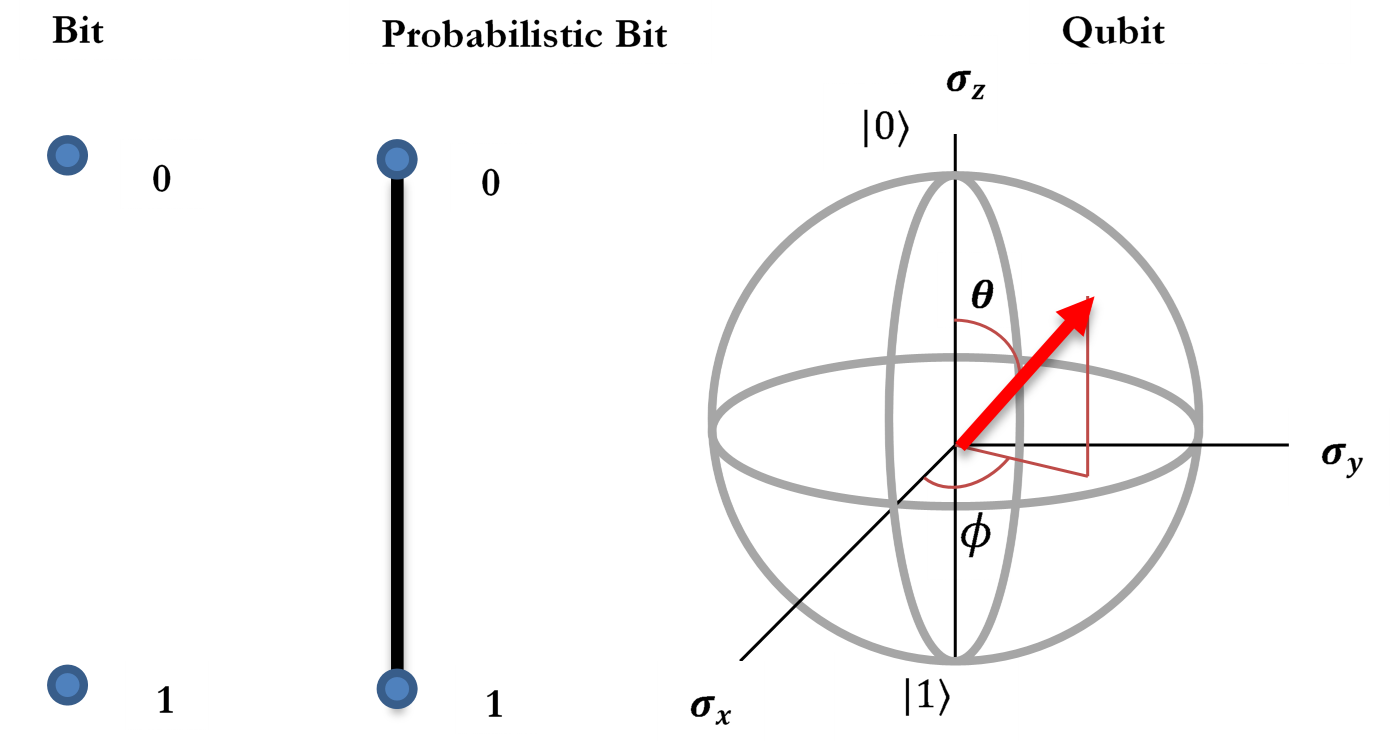 Bit
Probabilistic Bit
Qubit
σz
|0⟩
0
0
θ
σy
ϕ
1
1
|1⟩
σx